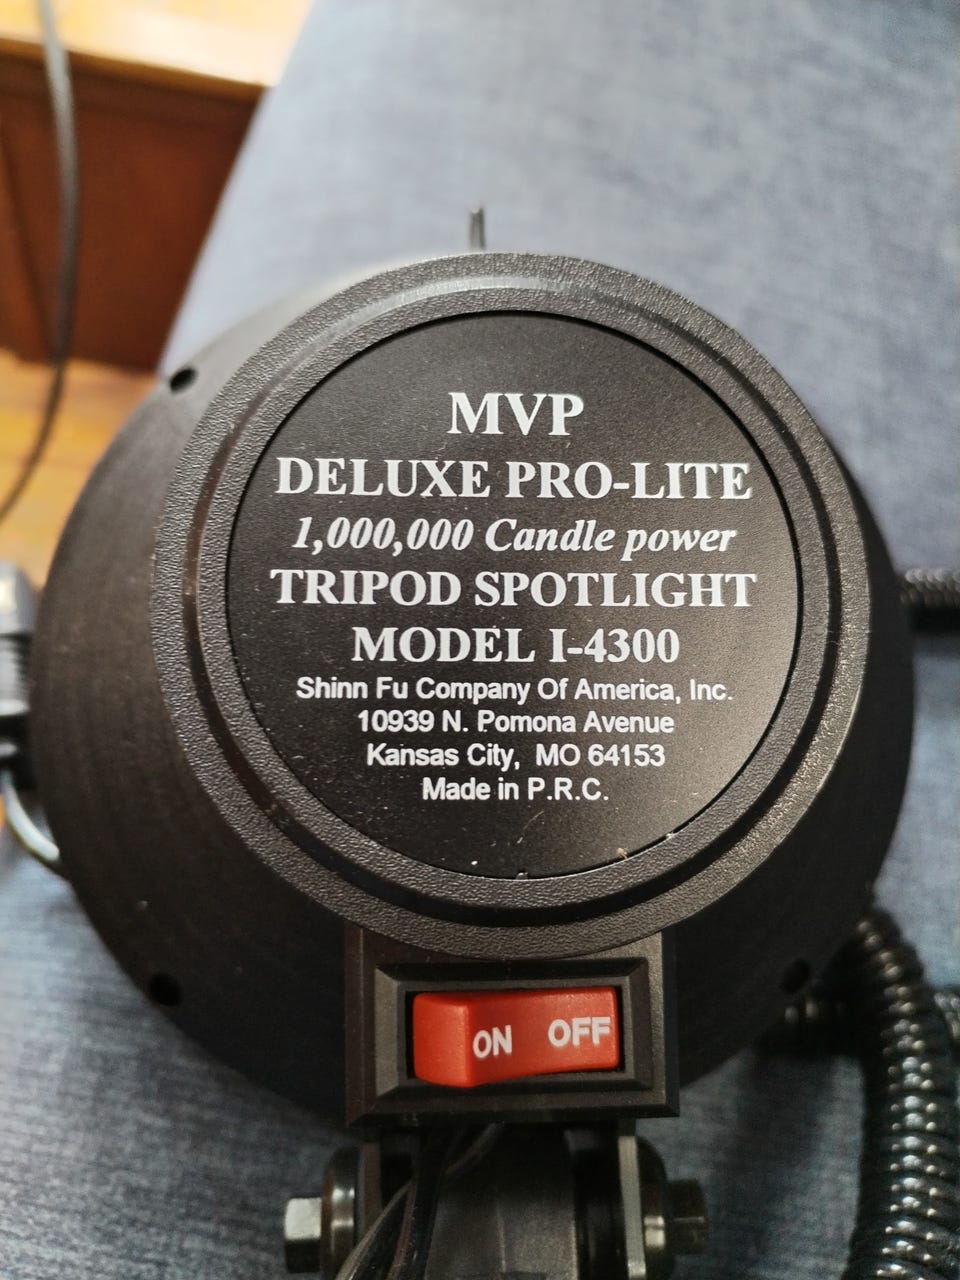 MVP
DELUXE PRO-LITE
1,000,000 Candle power
TRIPOD SPOTLIGHT
MODEL I-4300
Shinn Fu Company Of America, Inc.
10939 N. Pomona Avenue
Kansas City, MO 64153
Made in P.R.C.
ON OFF